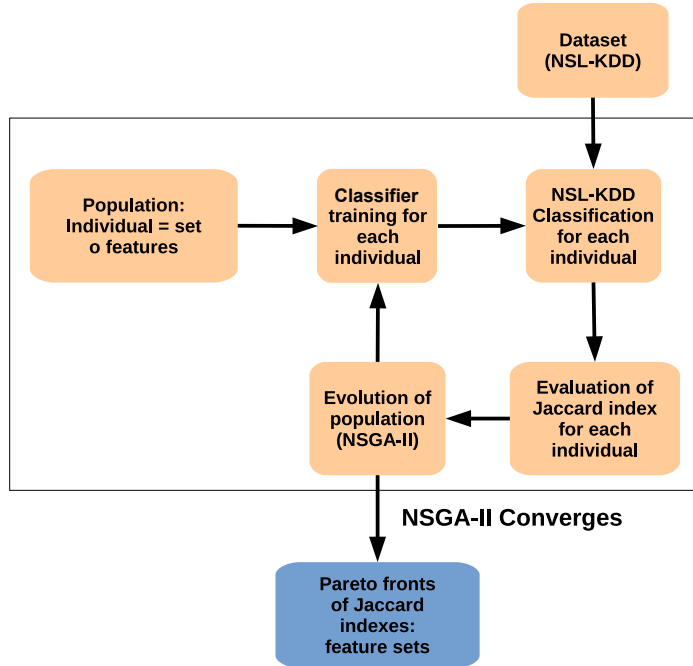 Dataset
(NSL-KDD)
Population:
Individual = set
o features
Classifier
training for
each
individual
NSL-KDD
Classification
for each
individual
Evolution of
population
(NSGA-II)
Evaluation of
Jaccard index
for each
individual
NSGA-II Converges
Pareto fronts
of Jaccard
indexes:
feature sets